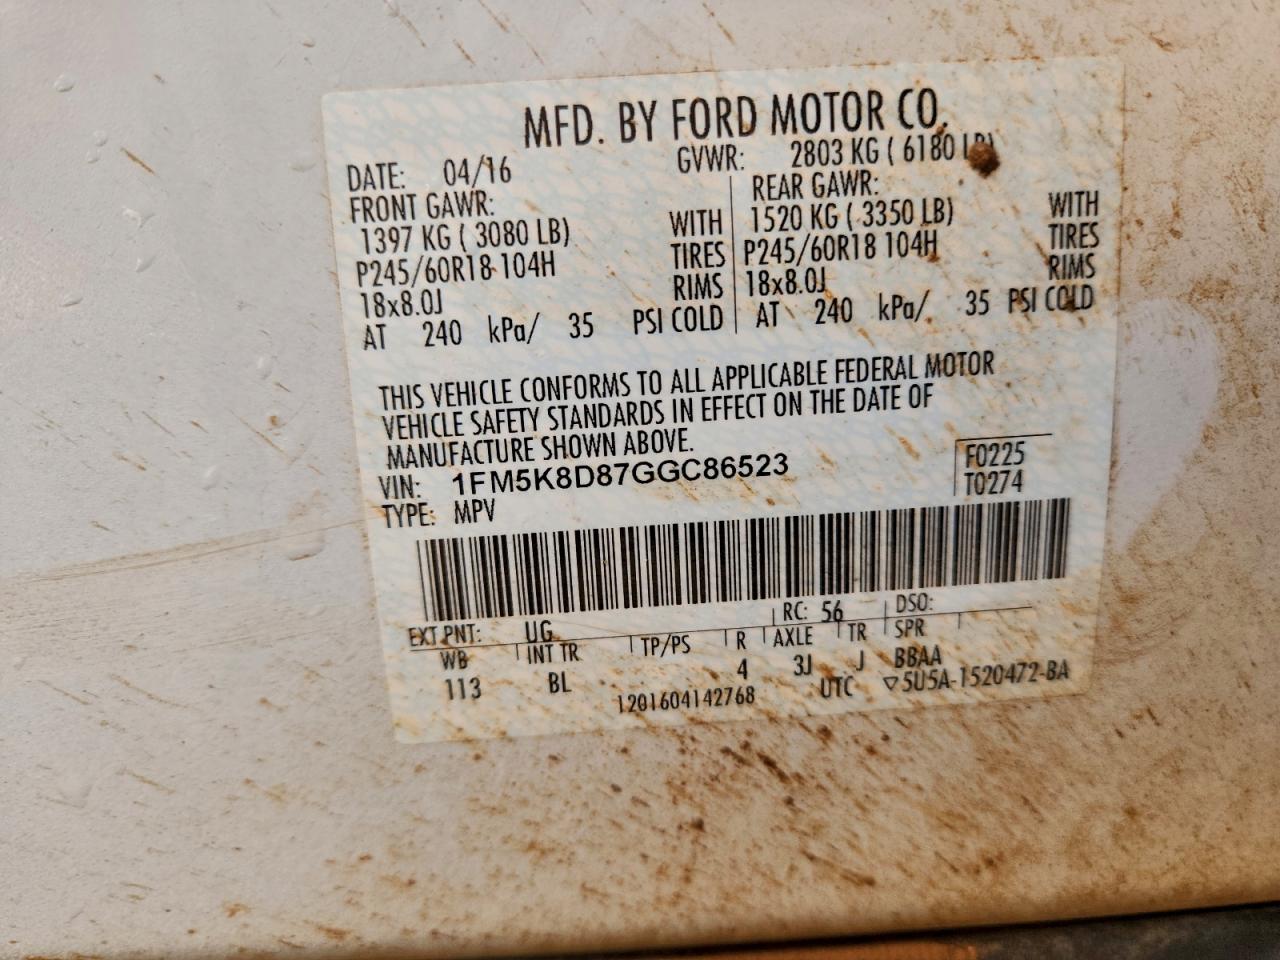 MFD. BY FORD MOTOR CO.
DATE: 04/16 GVWR: 2803 KG ( 6180 LB)
FRONT GAWR: REAR GAWR:
1397 KG ( 3080 LB) WITH 1520 KG ( 3350 LB) WITH
P245/60R18 104H TIRES P245/60R18 104H TIRES
18x8.0J RIMS 18x8.0J RIMS
AT 240 kPa/ 35 PSI COLD AT 240 kPa/ 35 PSI COLD
THIS VEHICLE CONFORMS TO ALL APPLICABLE FEDERAL MOTOR
VEHICLE SAFETY STANDARDS IN EFFECT ON THE DATE OF
MANUFACTURE SHOWN ABOVE.
VIN: 1FM5K8D87GGC86523 F0225
TYPE: MPV T0274
EXT PNT: UG RC: 56 DSO:
WB INT TR TP/PS R AXLE TR SPR
113 BL 4 3J J BBAA
1201604142768 UTC ▽5U5A-1520472-BA